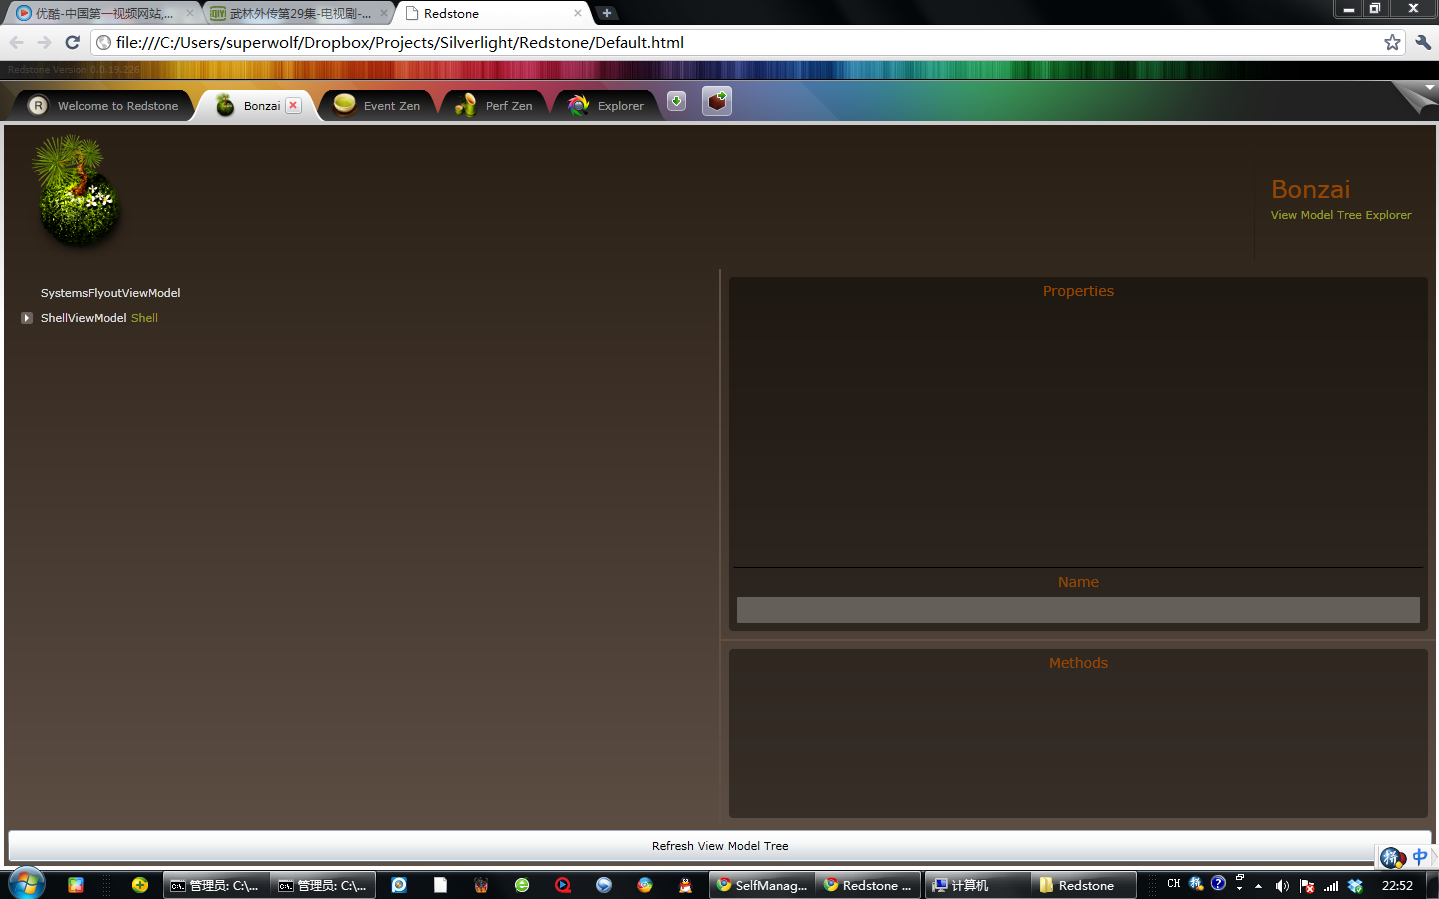 优酷-中国第一视频网站,...
武林外传第29集-电视剧-...
Redstone
file:///C:/Users/superwolf/Dropbox/Projects/Silverlight/Redstone/Default.html
Redstone Version 0.0.19.226
R Welcome to Redstone
Bonzai
Event Zen
Perf Zen
Explorer
Bonzai
View Model Tree Explorer
SystemsFlyoutViewModel
ShellViewModel Shell
Properties
Name
Methods
Refresh View Model Tree
拼 中
管理员: C:\...
管理员: C:\...
SelfManag...
Redstone ...
计算机
Redstone
CH
22:52